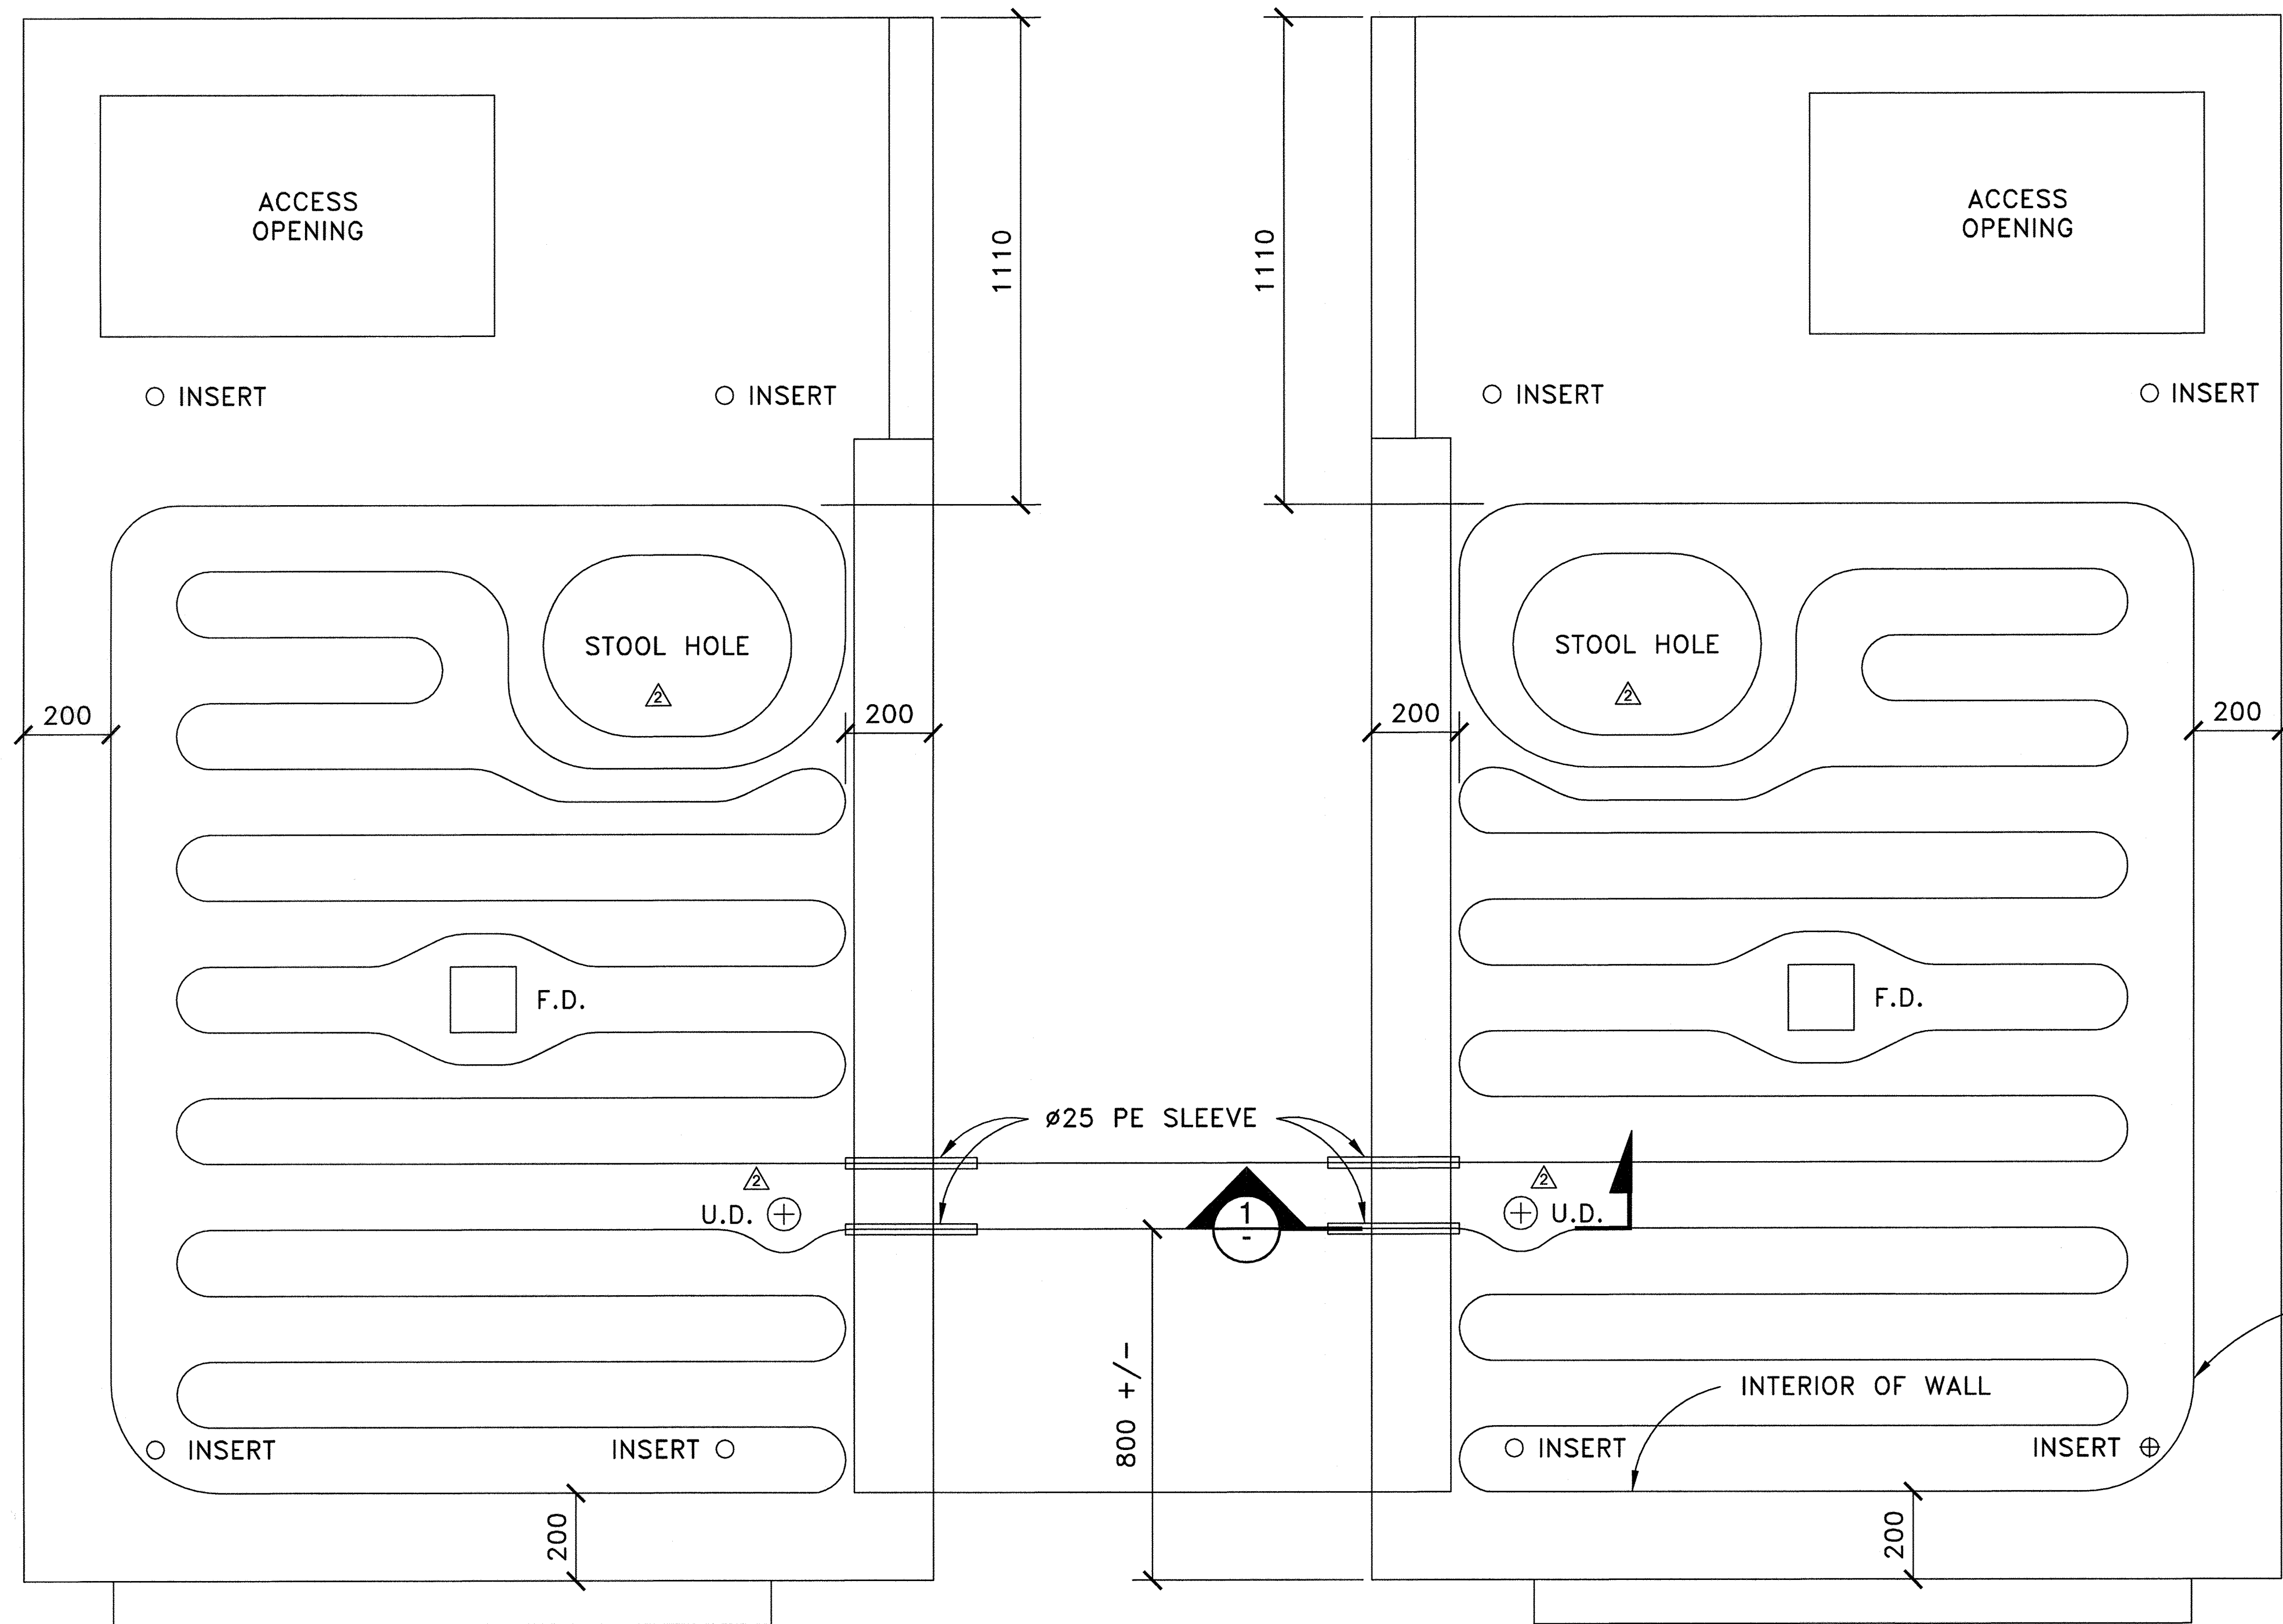 ACCESS
OPENING
ACCESS
OPENING
1110
1110
INSERT
INSERT
INSERT
INSERT
STOOL HOLE
2
STOOL HOLE
2
200
200
200
200
F.D.
F.D.
ø25 PE SLEEVE
2
U.D.
1
-
2
U.D.
800 +/-
INTERIOR OF WALL
INSERT
INSERT
INSERT
INSERT
200
200